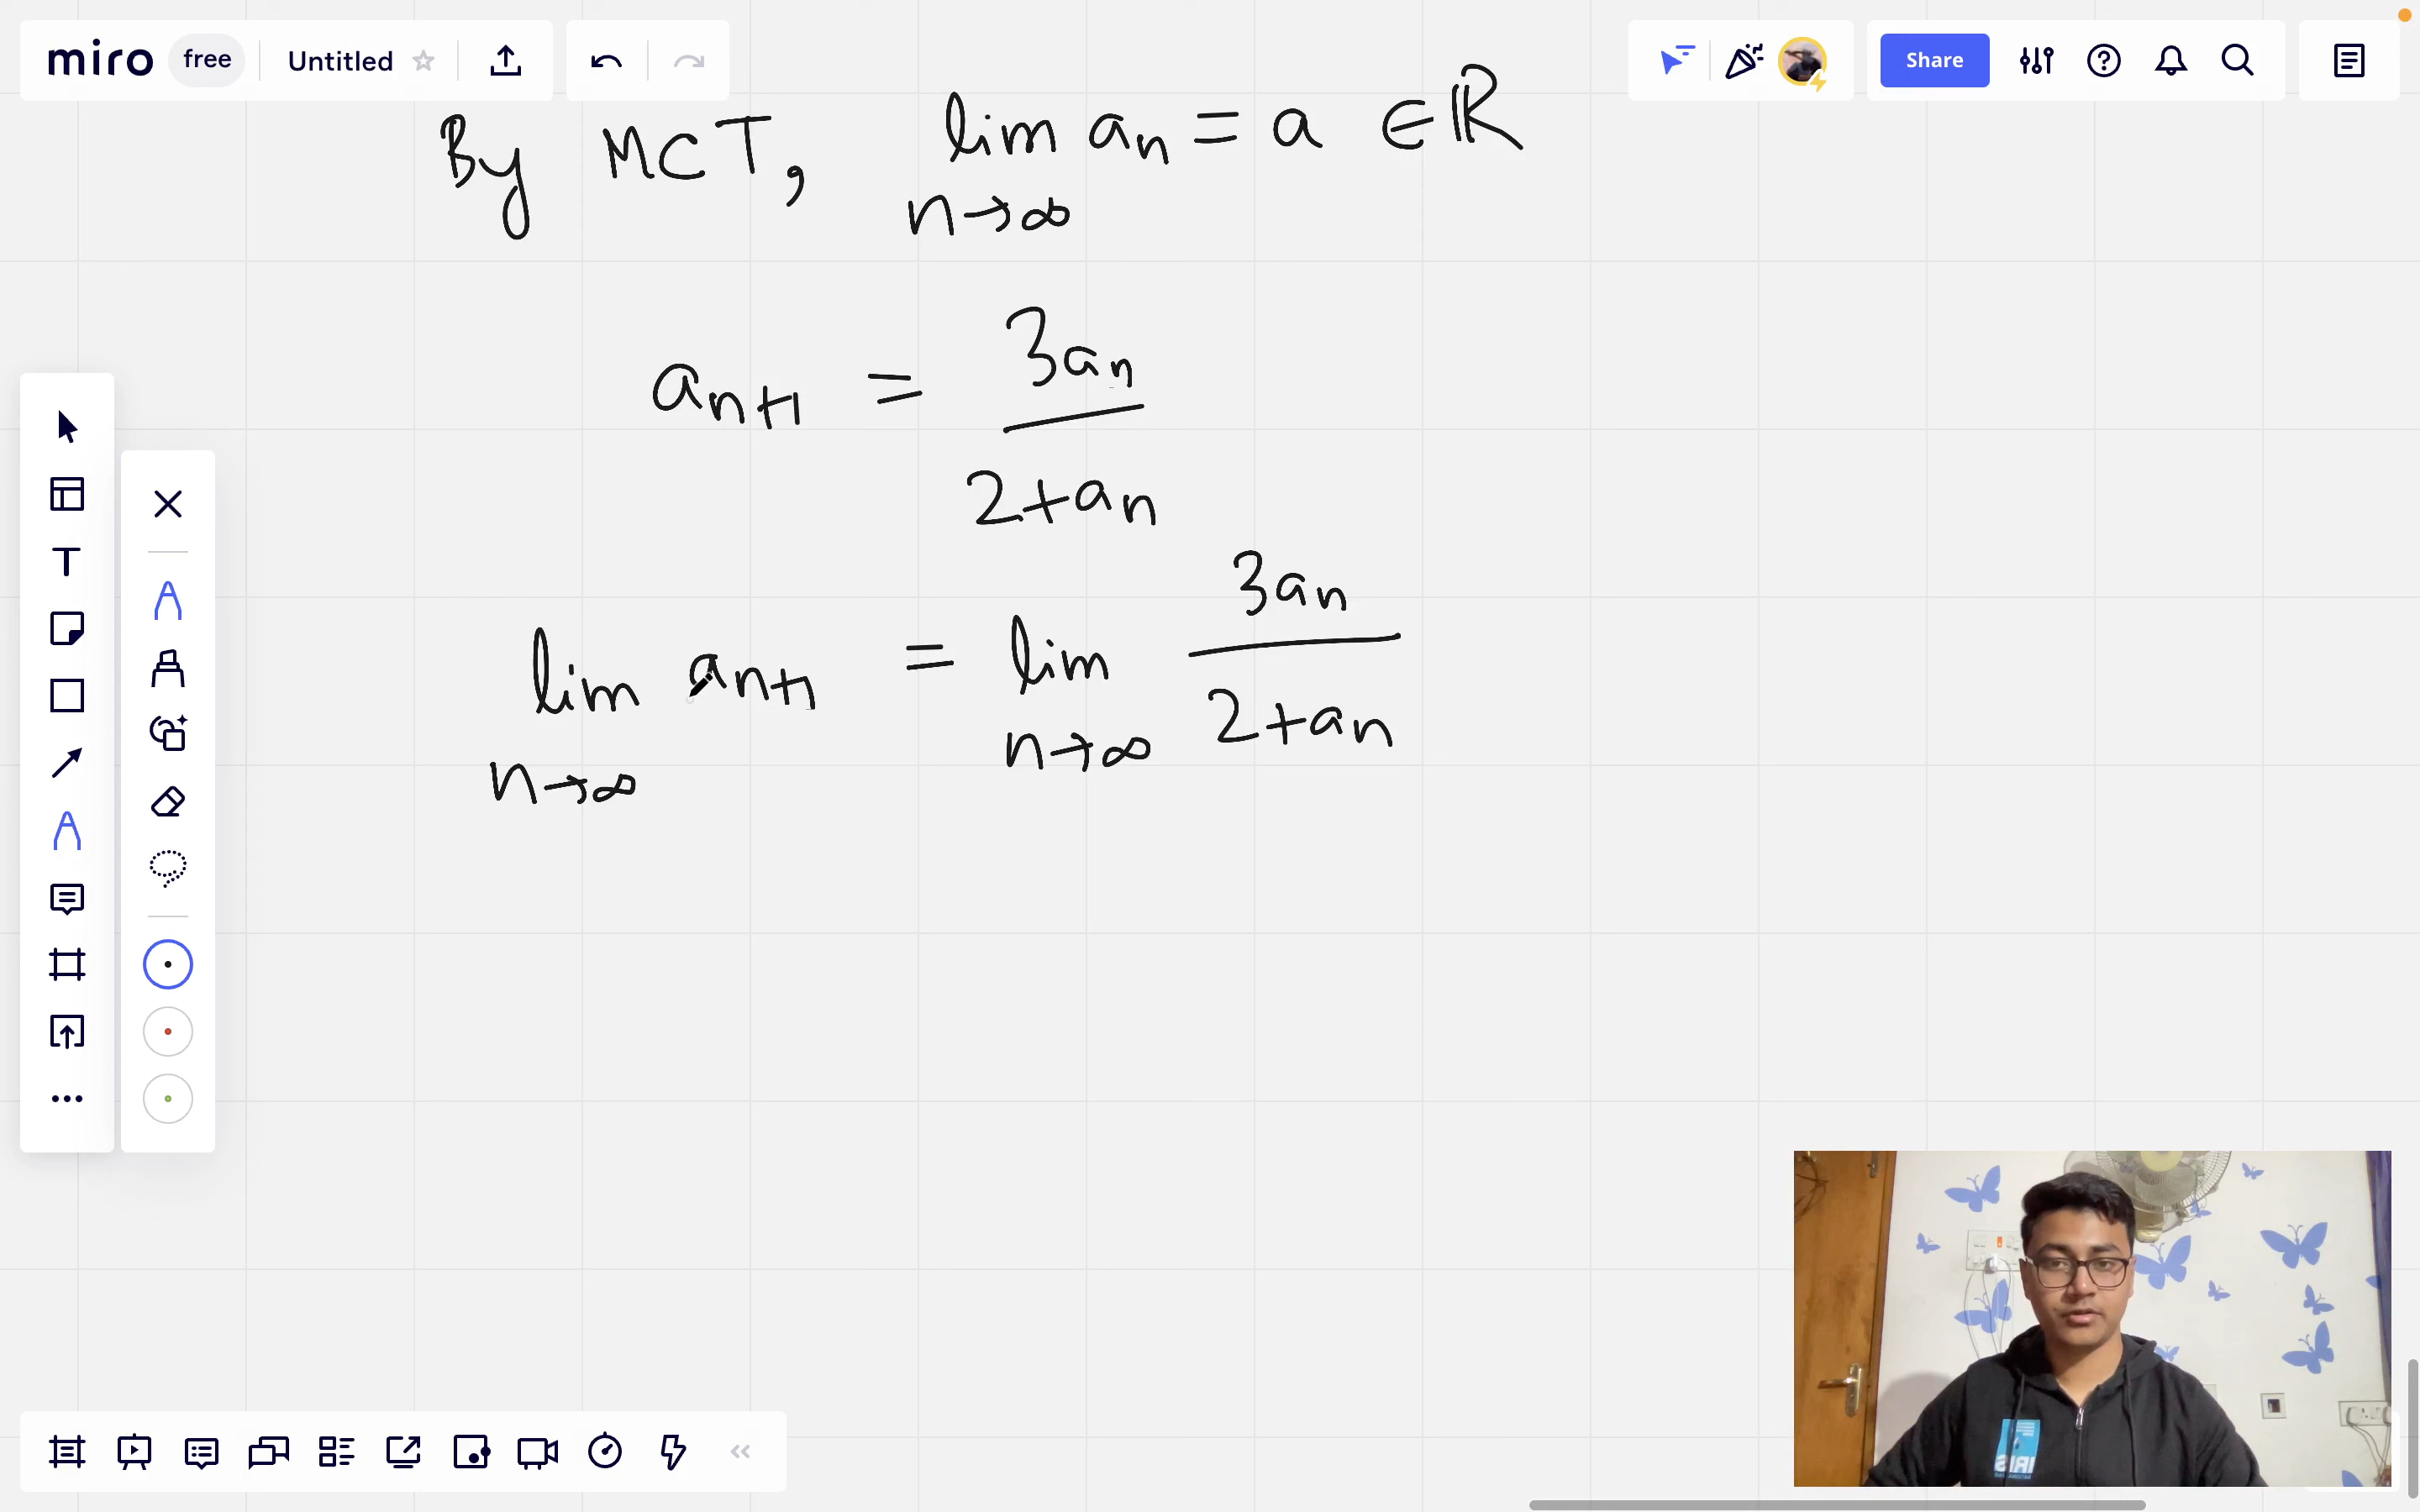 miro free Untitled Share
By MCT, lim aₙ = a ∈ ℝ
n→∞
aₙ₊₁ = 3aₙ / 2+aₙ
lim aₙ₊₁ = lim 3aₙ / 2+aₙ
n→∞ n→∞
IRIS